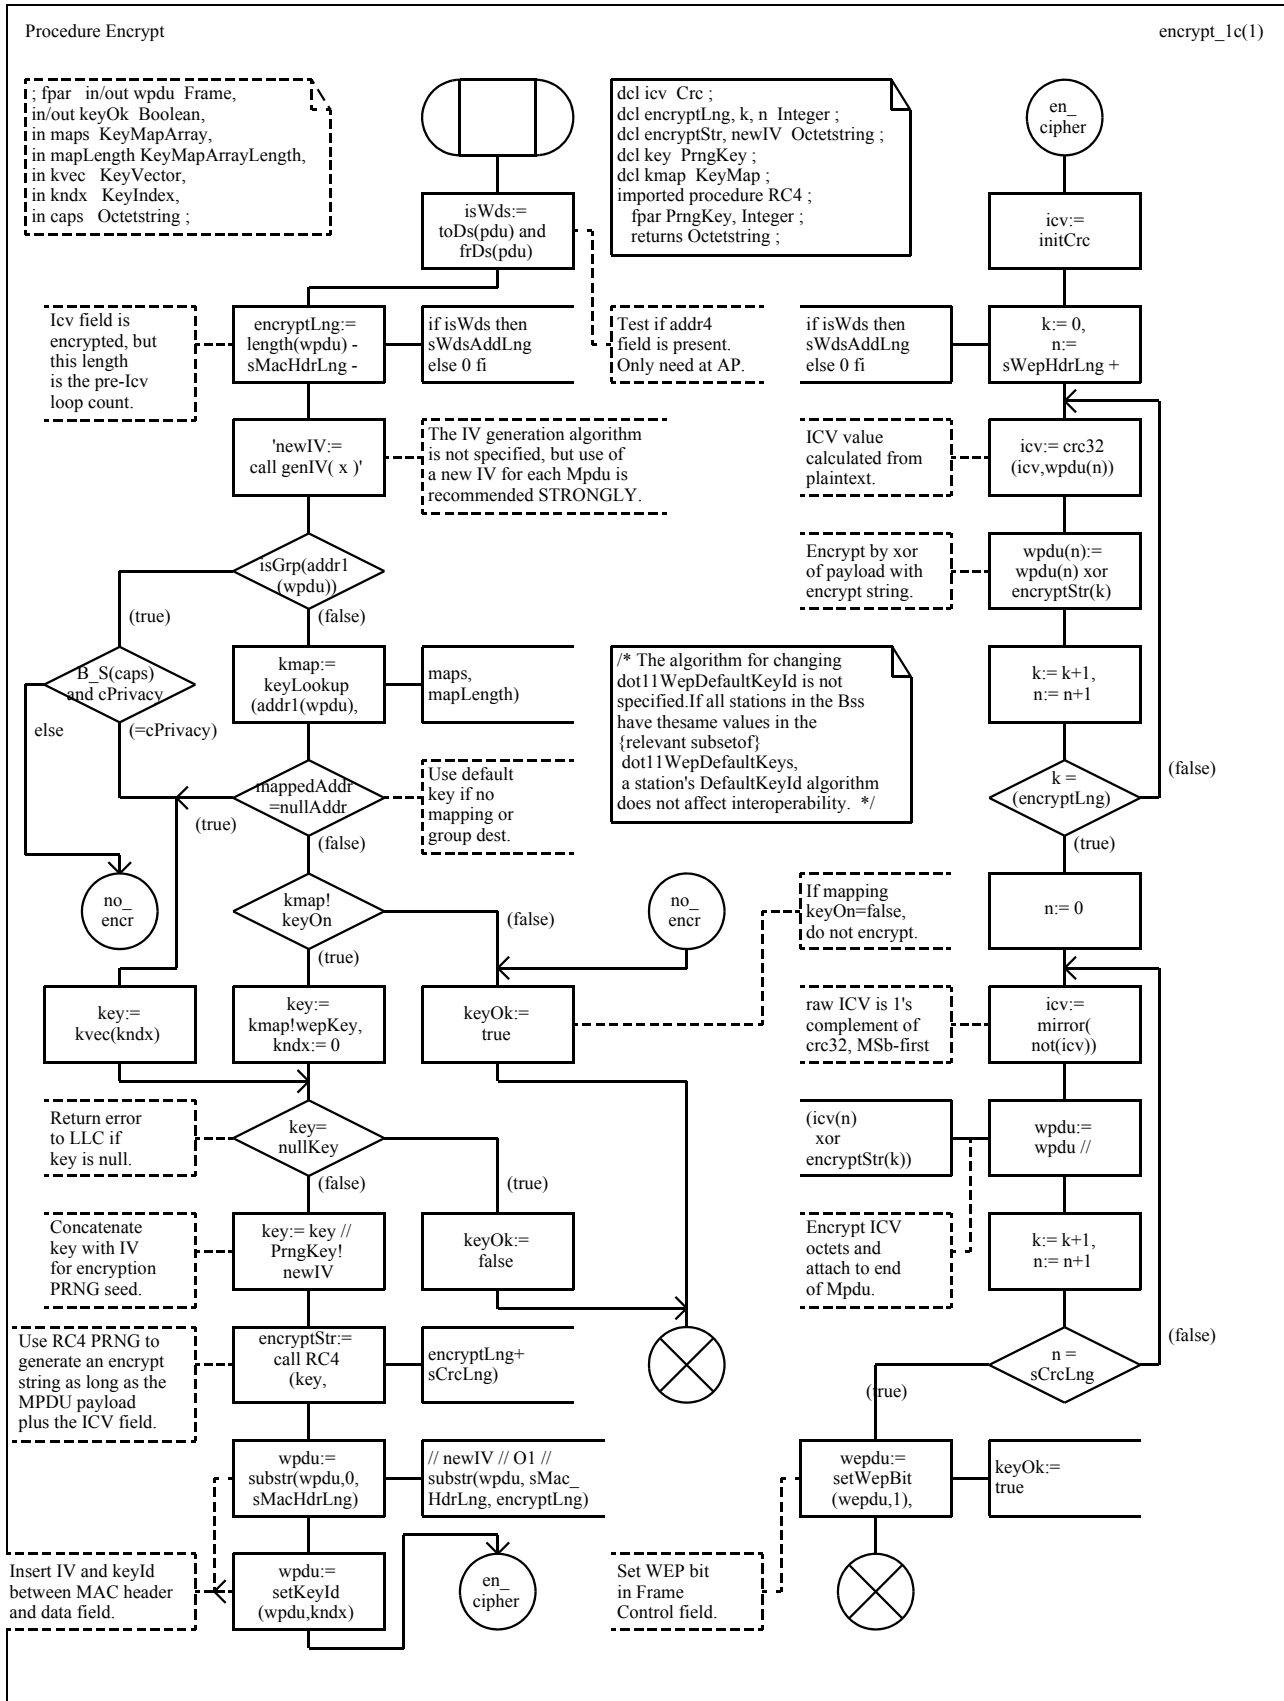 Procedure Encrypt
encrypt_1c(1)
; fpar in/out wpdu Frame,
in/out keyOk Boolean,
in maps KeyMapArray,
in mapLength KeyMapArrayLength,
in kvec KeyVector,
in kndx KeyIndex,
in caps Octetstring ;
dcl icv Crc ;
dcl encryptLng, k, n Integer ;
dcl encryptStr, newIV Octetstring ;
dcl key PrngKey ;
dcl kmap KeyMap ;
imported procedure RC4 ;
fpar PrngKey, Integer ;
returns Octetstring ;
en_
cipher
isWds:=
toDs(pdu) and
frDs(pdu)
icv:=
initCrc
Icv field is
encrypted, but
this length
is the pre-Icv
loop count.
encryptLng:=
length(wpdu) -
sMacHdrLng -
if isWds then
sWdsAddLng
else 0 fi
Test if addr4
field is present.
Only need at AP.
if isWds then
sWdsAddLng
else 0 fi
k:= 0,
n:=
sWepHdrLng +
'newIV:=
call genIV( x )'
The IV generation algorithm
is not specified, but use of
a new IV for each Mpdu is
recommended STRONGLY.
ICV value
calculated from
plaintext.
icv:= crc32
(icv,wpdu(n))
isGrp(addr1
(wpdu))
(true)
(false)
Encrypt by xor
of payload with
encrypt string.
wpdu(n):=
wpdu(n) xor
encryptStr(k)
B_S(caps)
and cPrivacy
else
(=cPrivacy)
kmap:=
keyLookup
(addr1(wpdu),
maps,
mapLength)
/* The algorithm for changing
dot11WepDefaultKeyId is not
specified.If all stations in the Bss
have thesame values in the
{relevant subsetof}
dot11WepDefaultKeys,
a station's DefaultKeyId algorithm
does not affect interoperability. */
k:= k+1,
n:= n+1
mappedAddr
=nullAddr
(true)
(false)
Use default
key if no
mapping or
group dest.
k =
(encryptLng)
(false)
(true)
no_
encr
kmap!
keyOn
(false)
(true)
no_
encr
If mapping
keyOn=false,
do not encrypt.
n:= 0
key:=
kvec(kndx)
key:=
kmap!wepKey,
kndx:= 0
keyOk:=
true
raw ICV is 1's
complement of
crc32, MSb-first
icv:=
mirror(
not(icv))
Return error
to LLC if
key is null.
key=
nullKey
(false)
(true)
(icv(n)
xor
encryptStr(k))
wpdu:=
wpdu //
Concatenate
key with IV
for encryption
PRNG seed.
key:= key //
PrngKey!
newIV
keyOk:=
false
Encrypt ICV
octets and
attach to end
of Mpdu.
k:= k+1,
n:= n+1
Use RC4 PRNG to
generate an encrypt
string as long as the
MPDU payload
plus the ICV field.
encryptStr:=
call RC4
(key,
encryptLng+
sCrcLng)
n =
sCrcLng
(false)
(true)
wpdu:=
substr(wpdu,0,
sMacHdrLng)
// newIV // O1 //
substr(wpdu, sMac_
HdrLng, encryptLng)
wepdu:=
setWepBit
(wepdu,1),
keyOk:=
true
Insert IV and keyId
between MAC header
and data field.
wpdu:=
setKeyId
(wpdu,kndx)
en_
cipher
Set WEP bit
in Frame
Control field.